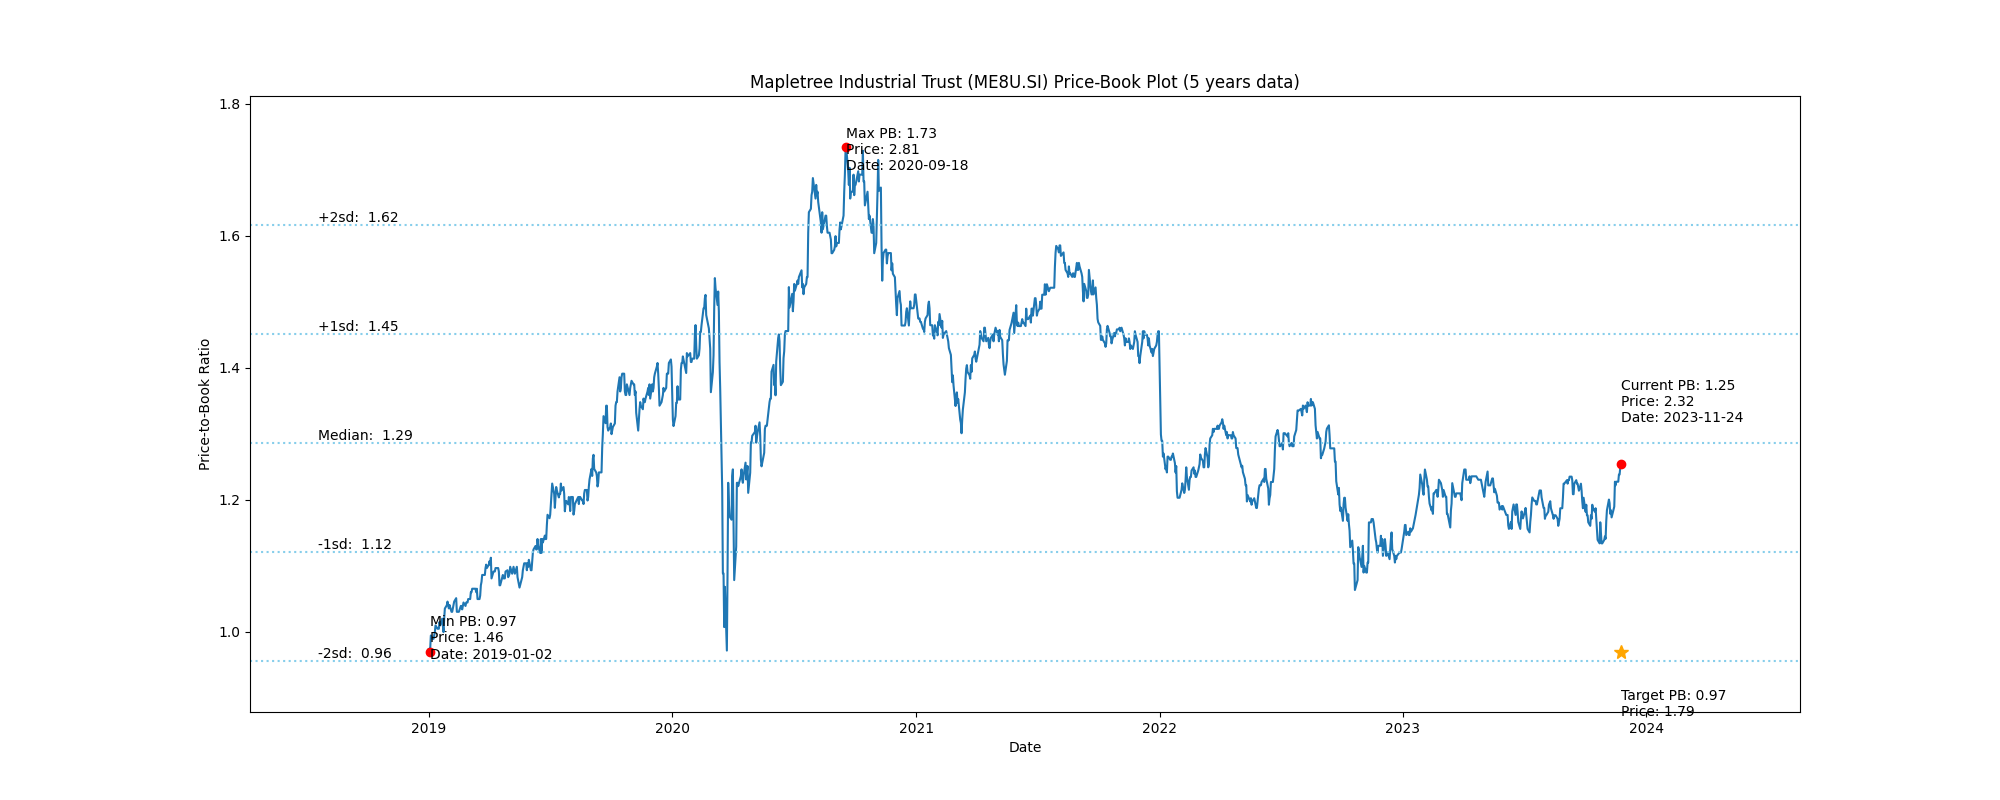 Mapletree Industrial Trust (ME8U.SI) Price-Book Plot (5 years data)
1.8
Max PB: 1.73
Price: 2.81
Date: 2020-09-18
+2sd:  1.62
1.6
+1sd:  1.45
1.4
Current PB: 1.25
Price: 2.32
Date: 2023-11-24
Median:  1.29
Price-to-Book Ratio
1.2
-1sd:  1.12
1.0
Min PB: 0.97
Price: 1.46
Date: 2019-01-02
-2sd:  0.96
Target PB: 0.97
Price: 1.79
2019
2020
2021
2022
2023
2024
Date